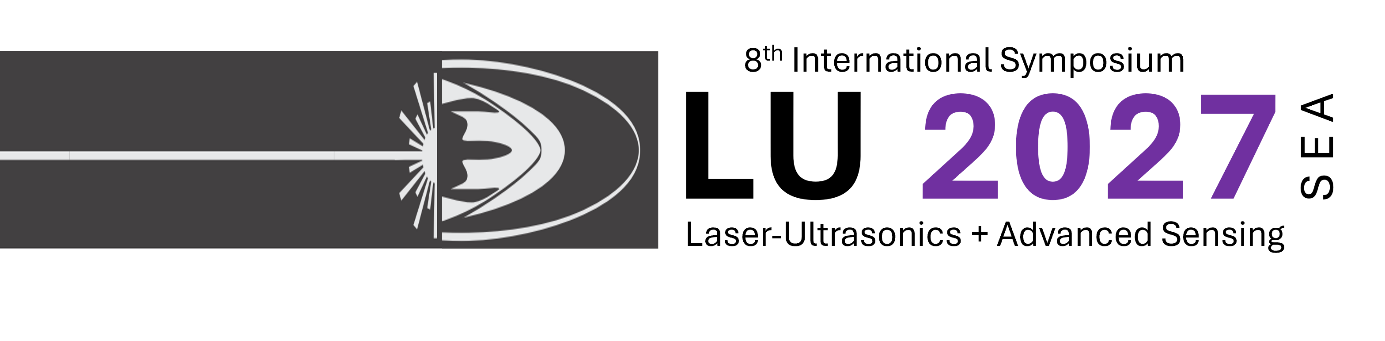 8th International Symposium
LU 2027
SEA
Laser-Ultrasonics + Advanced Sensing